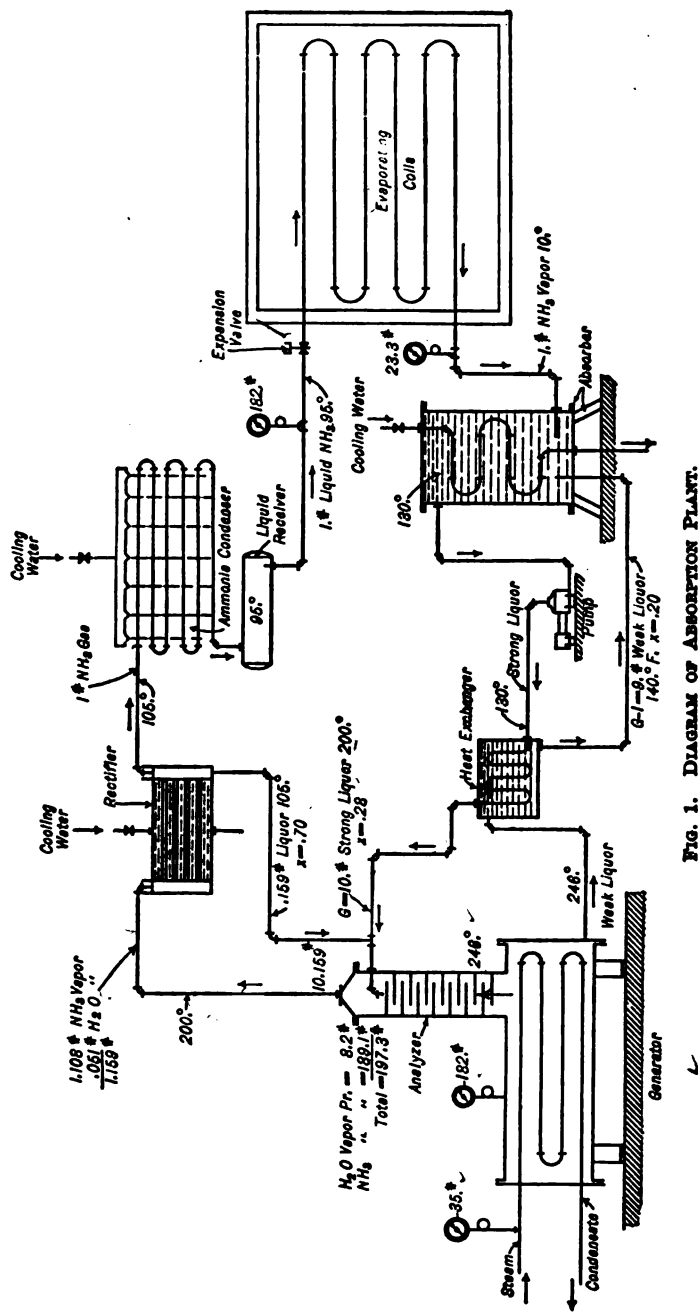 Cooling
Water
Rectifier
1# NH3 Gas
105.°
1.108# NH3 Vapor
.051# H2O "
1.159#
200.°
.159# Liquor 105.°
x=.70
Ammonia Condenser
Cooling
Water
Liquid
Receiver
95.°
182.#
1.# Liquid NH3 95.°
Expansion
Valve
Evaporating
Coils
10.159#
G=10.# Strong Liquor 200.°
x=.28
H2O Vapor Pr. = 8.2#
NH3 " " = 189.1#
Total = 197.3#
Analyzer
246.°
182.#
35.#
Steam
Condensate
Generator
246.°
Weak Liquor
Heat Exchanger
130.°
Strong Liquor
Pump
130.°
Cooling Water
23.3#
1.# NH3 Vapor 10.°
Absorber
G-1=9.# Weak Liquor
140.° F. x=.20
FIG. 1. DIAGRAM OF ABSORPTION PLANT.